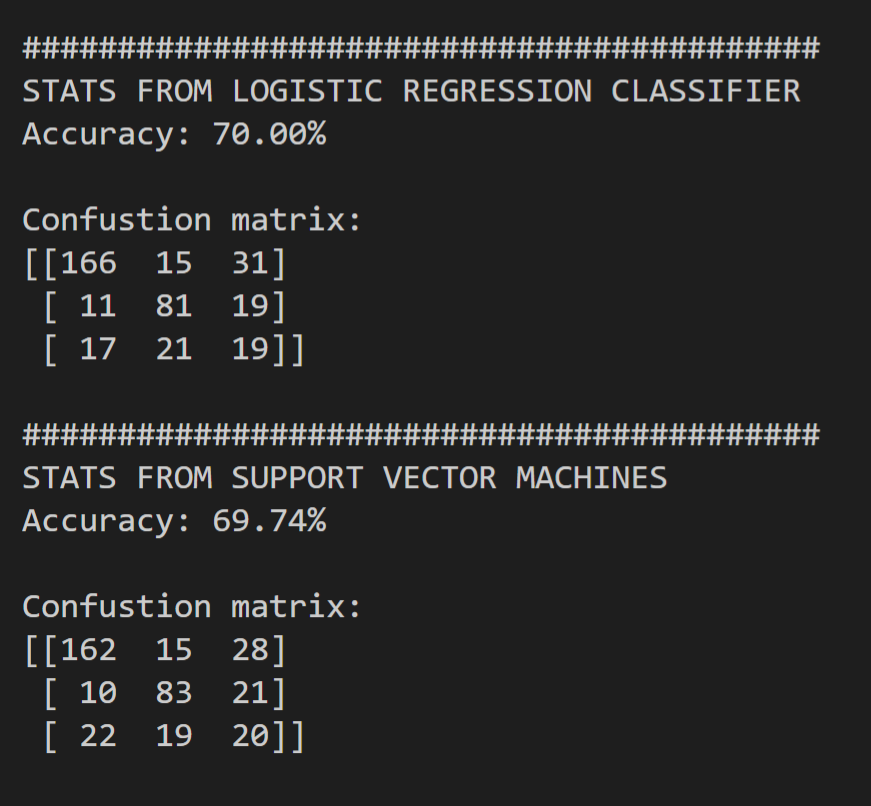 ##########################################
STATS FROM LOGISTIC REGRESSION CLASSIFIER
Accuracy: 70.00%
Confustion matrix:
[[166  15  31]
 [ 11  81  19]
 [ 17  21  19]]
##########################################
STATS FROM SUPPORT VECTOR MACHINES
Accuracy: 69.74%
Confustion matrix:
[[162  15  28]
 [ 10  83  21]
 [ 22  19  20]]